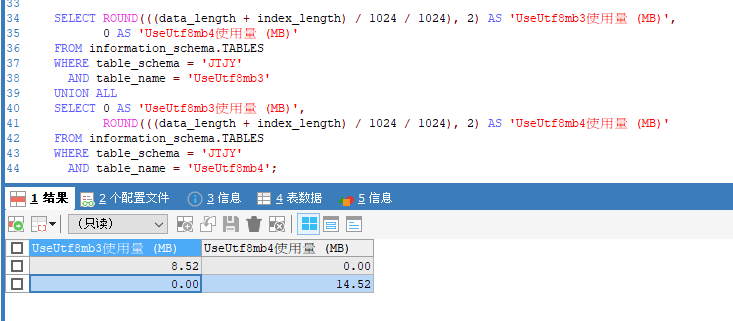 33
34 SELECT ROUND(((data_length + index_length) / 1024 / 1024), 2) AS 'UseUtf8mb3使用量 (MB)',
35 0 AS 'UseUtf8mb4使用量 (MB)'
36 FROM information_schema.TABLES
37 WHERE table_schema = 'JTJY'
38 AND table_name = 'UseUtf8mb3'
39 UNION ALL
40 SELECT 0 AS 'UseUtf8mb3使用量 (MB)',
41 ROUND(((data_length + index_length) / 1024 / 1024), 2) AS 'UseUtf8mb4使用量 (MB)'
42 FROM information_schema.TABLES
43 WHERE table_schema = 'JTJY'
44 AND table_name = 'UseUtf8mb4';
1 结果 2 个配置文件 3 信息 4 表数据 5 信息
（只读）
UseUtf8mb3使用量 (MB) UseUtf8mb4使用量 (MB)
8.52 0.00
0.00 14.52